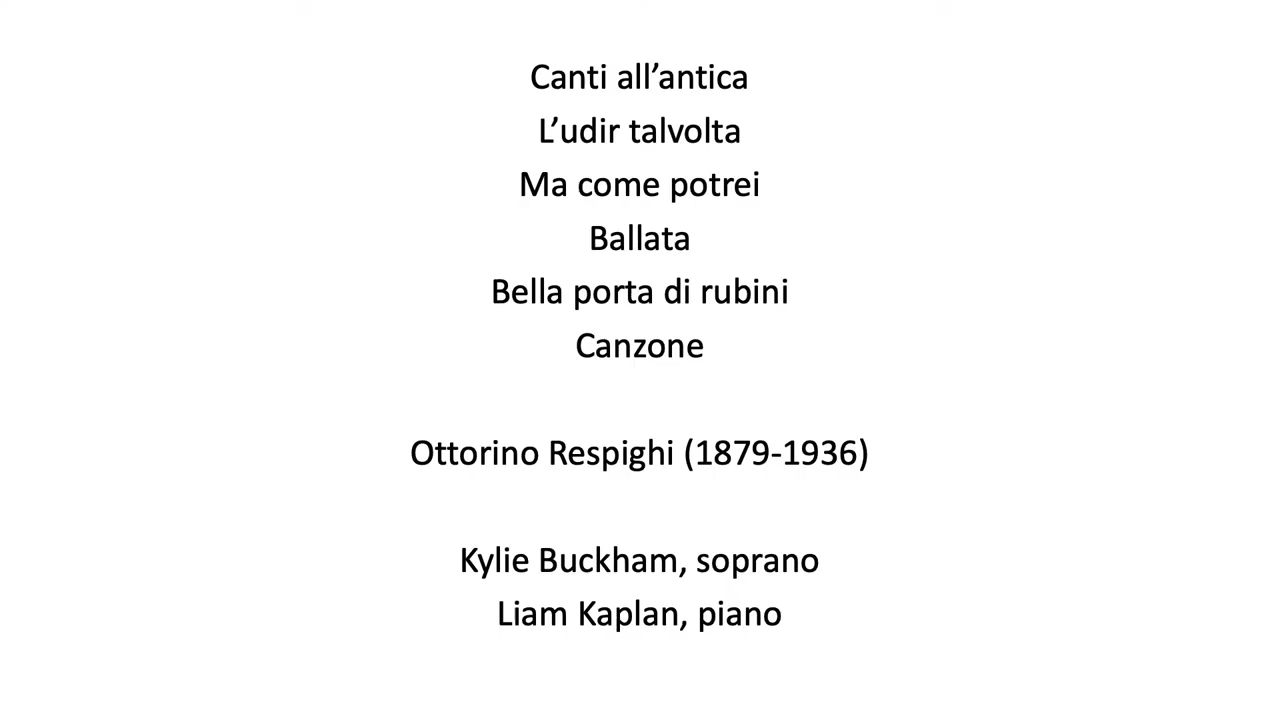 Canti all’antica
L’udir talvolta
Ma come potrei
Ballata
Bella porta di rubini
Canzone
Ottorino Respighi (1879-1936)
Kylie Buckham, soprano
Liam Kaplan, piano